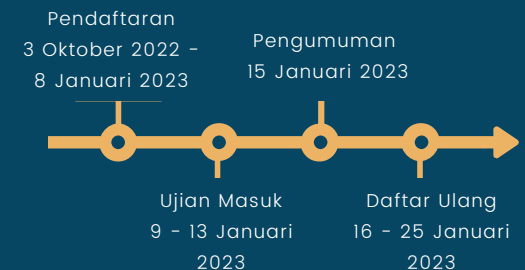 Pendaftaran
3 Oktober 2022 -
8 Januari 2023
Ujian Masuk
9 - 13 Januari
2023
Pengumuman
15 Januari 2023
Daftar Ulang
16 - 25 Januari
2023